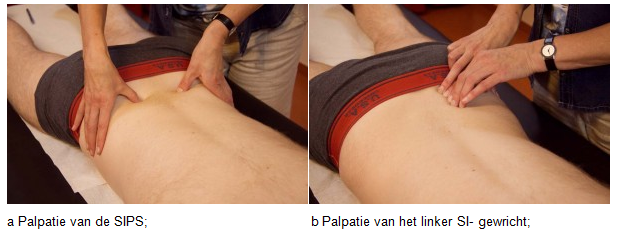 a Palpatie van de SIPS;
b Palpatie van het linker SI- gewricht;